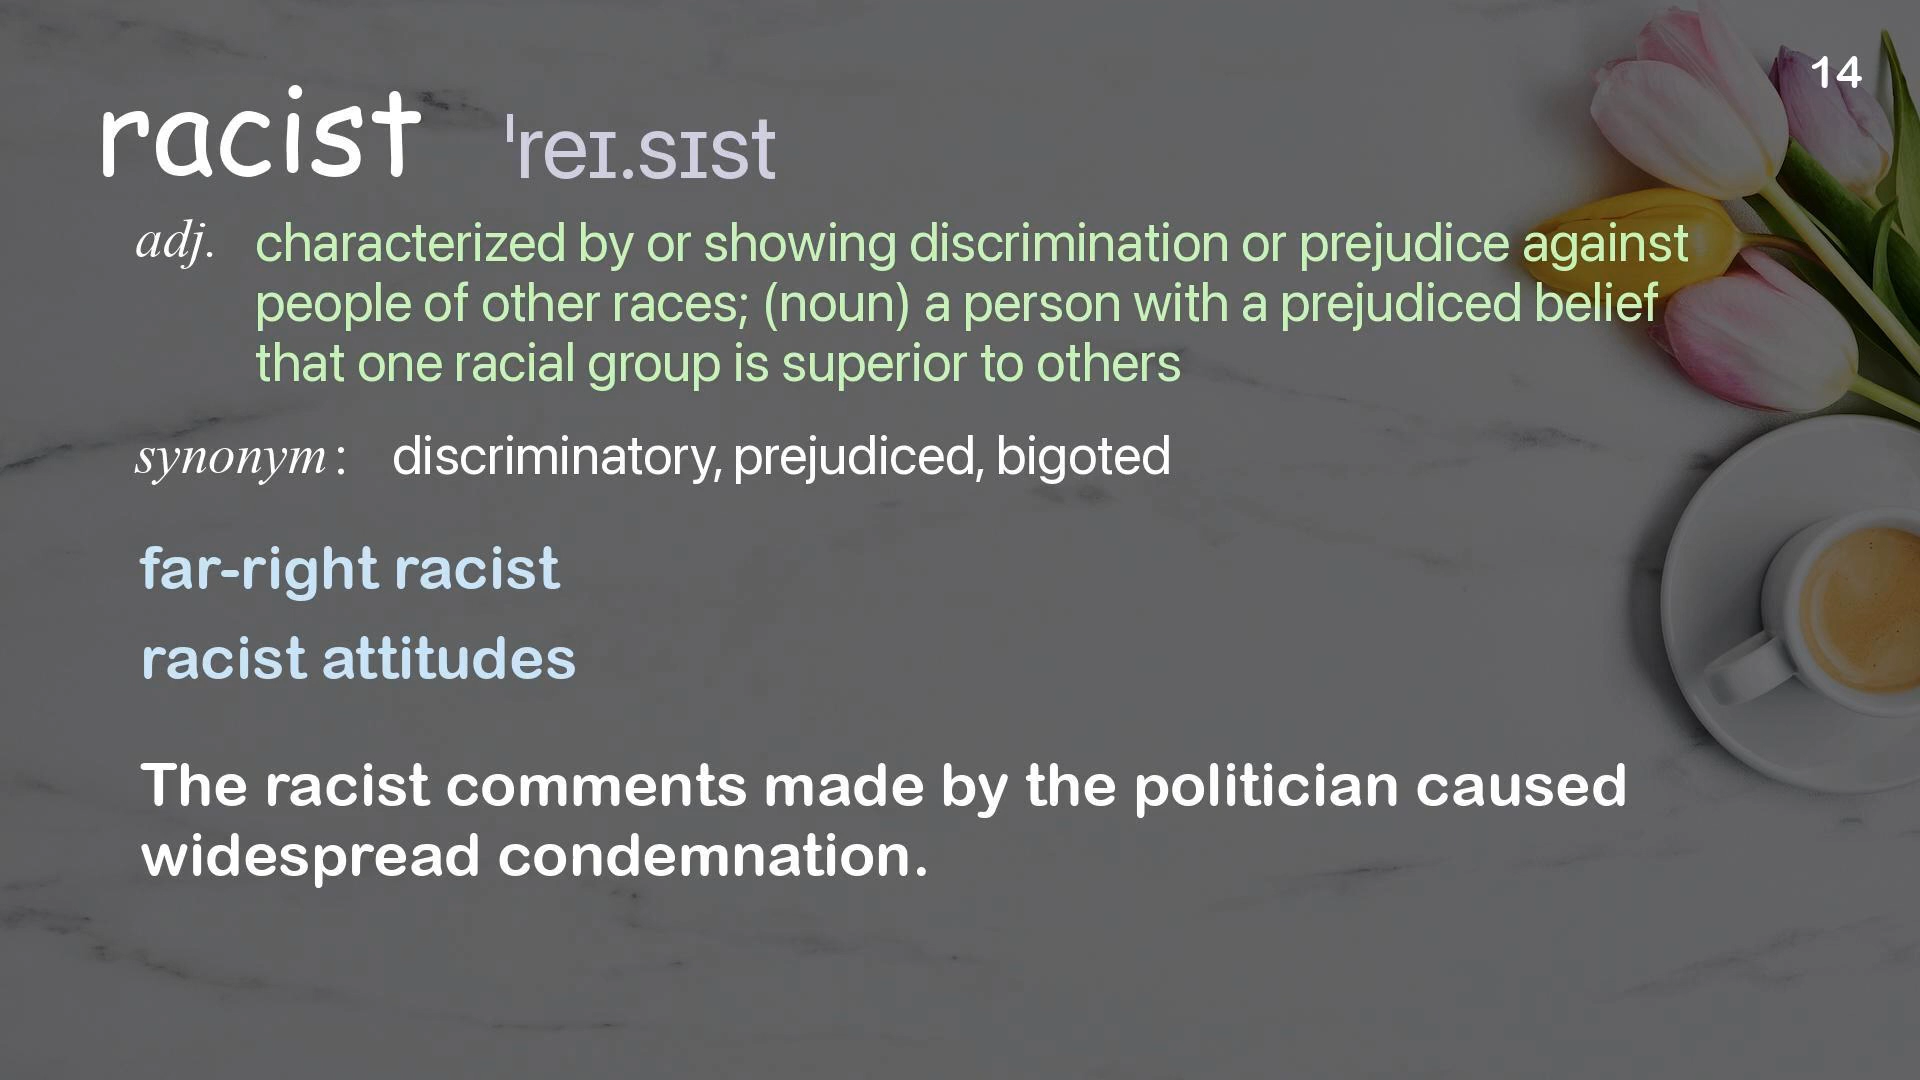 14
racist ˈreɪ.sɪst
adj. characterized by or showing discrimination or prejudice against
people of other races; (noun) a person with a prejudiced belief
that one racial group is superior to others
synonym : discriminatory, prejudiced, bigoted
far-right racist
racist attitudes
The racist comments made by the politician caused
widespread condemnation.